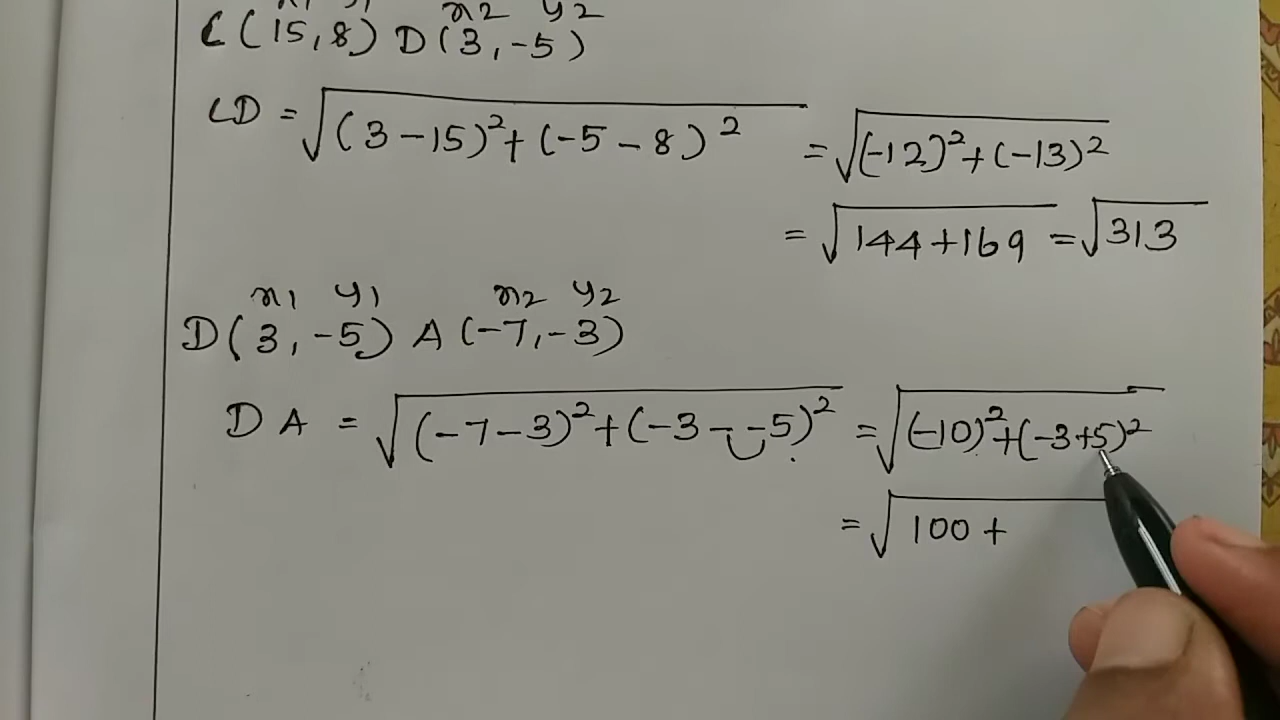 x2 y2
C(15,8) D(3,-5)
CD = √(3-15)²+(-5-8)² = √(-12)²+(-13)²
= √144+169 = √313
x1 y1 x2 y2
D(3,-5) A(-7,-3)
DA = √(-7-3)²+(-3--5)² = √(-10)²+(-3+5)²
= √100+